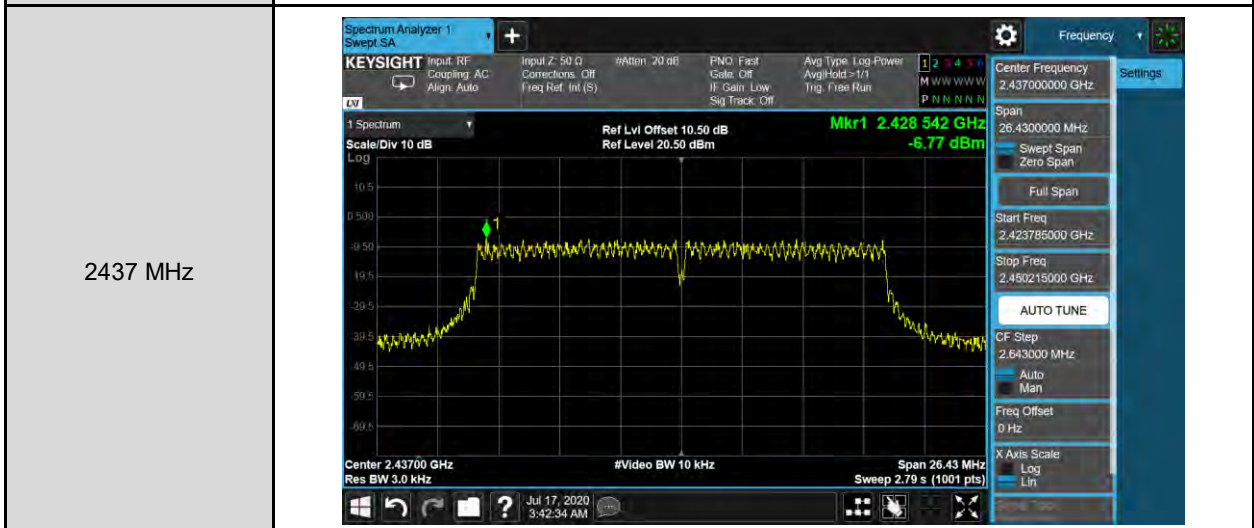 2437 MHz
Spectrum Analyzer 1
Swept SA
+
Frequency
KEYSIGHT
Input: RF
Coupling: AC
Align: Auto
Input Z: 50 Ω
Corrections: Off
Freq Ref: Int (S)
#Atten: 20 dB
PNO: Fast
Gate: Off
IF Gain: Low
Sig Track: Off
Avg Type: Log-Power
Avg|Hold:>1/1
Trig: Free Run
1 2 3 4 5 6
M W W W W W
P N N N N N
LXI
1 Spectrum
Scale/Div 10 dB
Ref Lvl Offset 10.50 dB
Ref Level 20.50 dBm
Mkr1 2.428 542 GHz
-6.77 dBm
Log
10.5
0.500
-9.50
-19.5
-29.5
-39.5
-49.5
-59.5
-69.5
1
Center 2.43700 GHz
Res BW 3.0 kHz
#Video BW 10 kHz
Span 26.43 MHz
Sweep 2.79 s (1001 pts)
?
Jul 17, 2020
3:42:34 AM
Center Frequency
2.437000000 GHz
Settings
Span
26.4300000 MHz
Swept Span
Zero Span
Full Span
Start Freq
2.423785000 GHz
Stop Freq
2.450215000 GHz
AUTO TUNE
CF Step
2.643000 MHz
Auto
Man
Freq Offset
0 Hz
X Axis Scale
Log
Lin